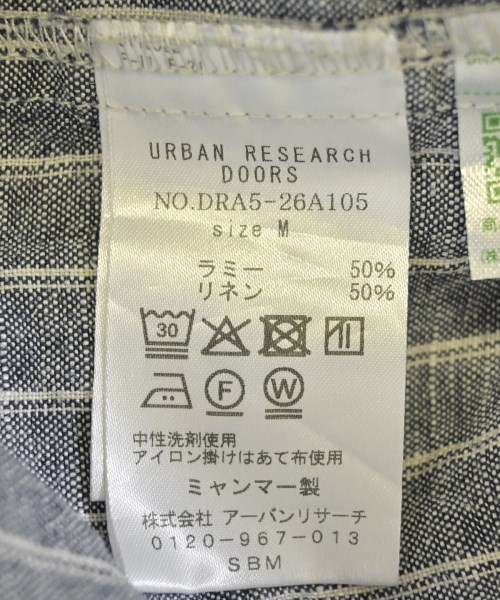 URBAN RESEARCH
DOORS
NO.DRA5-26A105
size M
ラミー 50%
リネン 50%
30
F W
中性洗剤使用
アイロン掛けはあて布使用
ミャンマー製
株式会社 アーバンリサーチ
0120-967-013
SBM